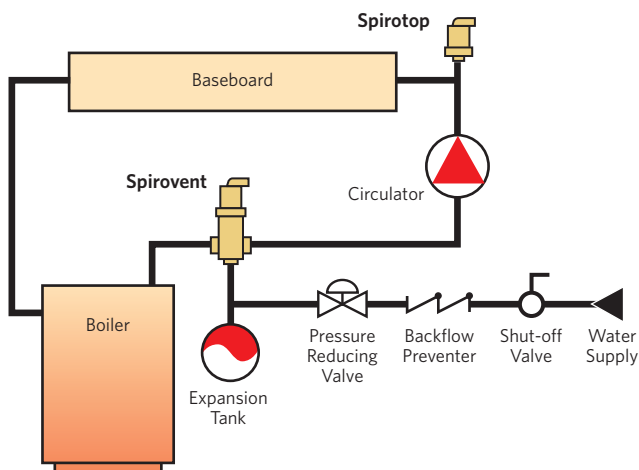 Spirotop
Baseboard
Spirovent
Circulator
Boiler
Pressure
Reducing
Valve
Backflow
Preventer
Shut-off
Valve
Water
Supply
Expansion
Tank